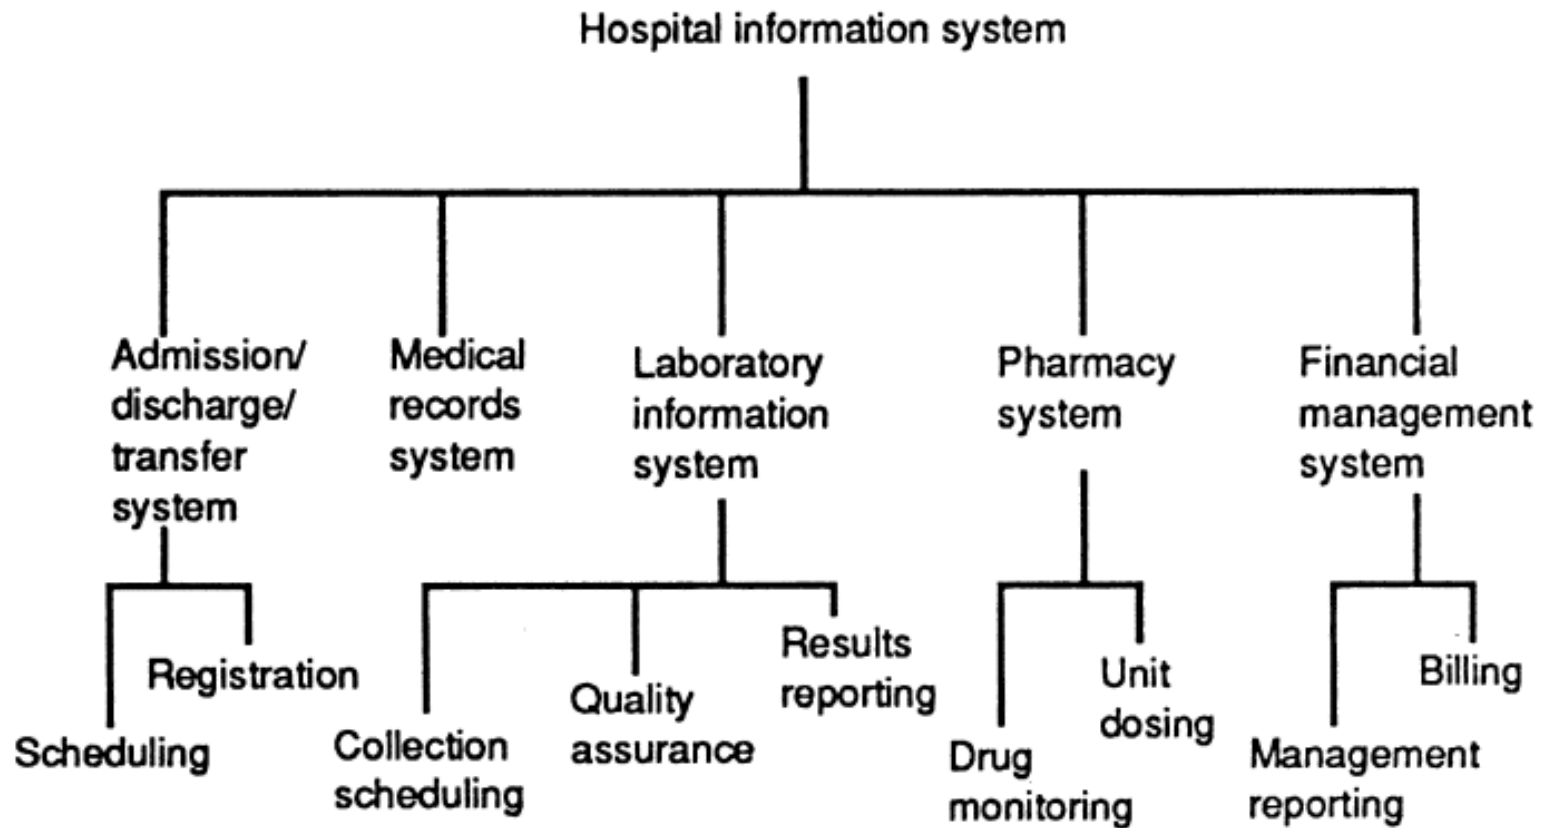 Hospital information system
Admission/
discharge/
transfer
system
Medical
records
system
Laboratory
information
system
Pharmacy
system
Financial
management
system
Scheduling
Registration
Collection
scheduling
Quality
assurance
Results
reporting
Drug
monitoring
Unit
dosing
Management
reporting
Billing